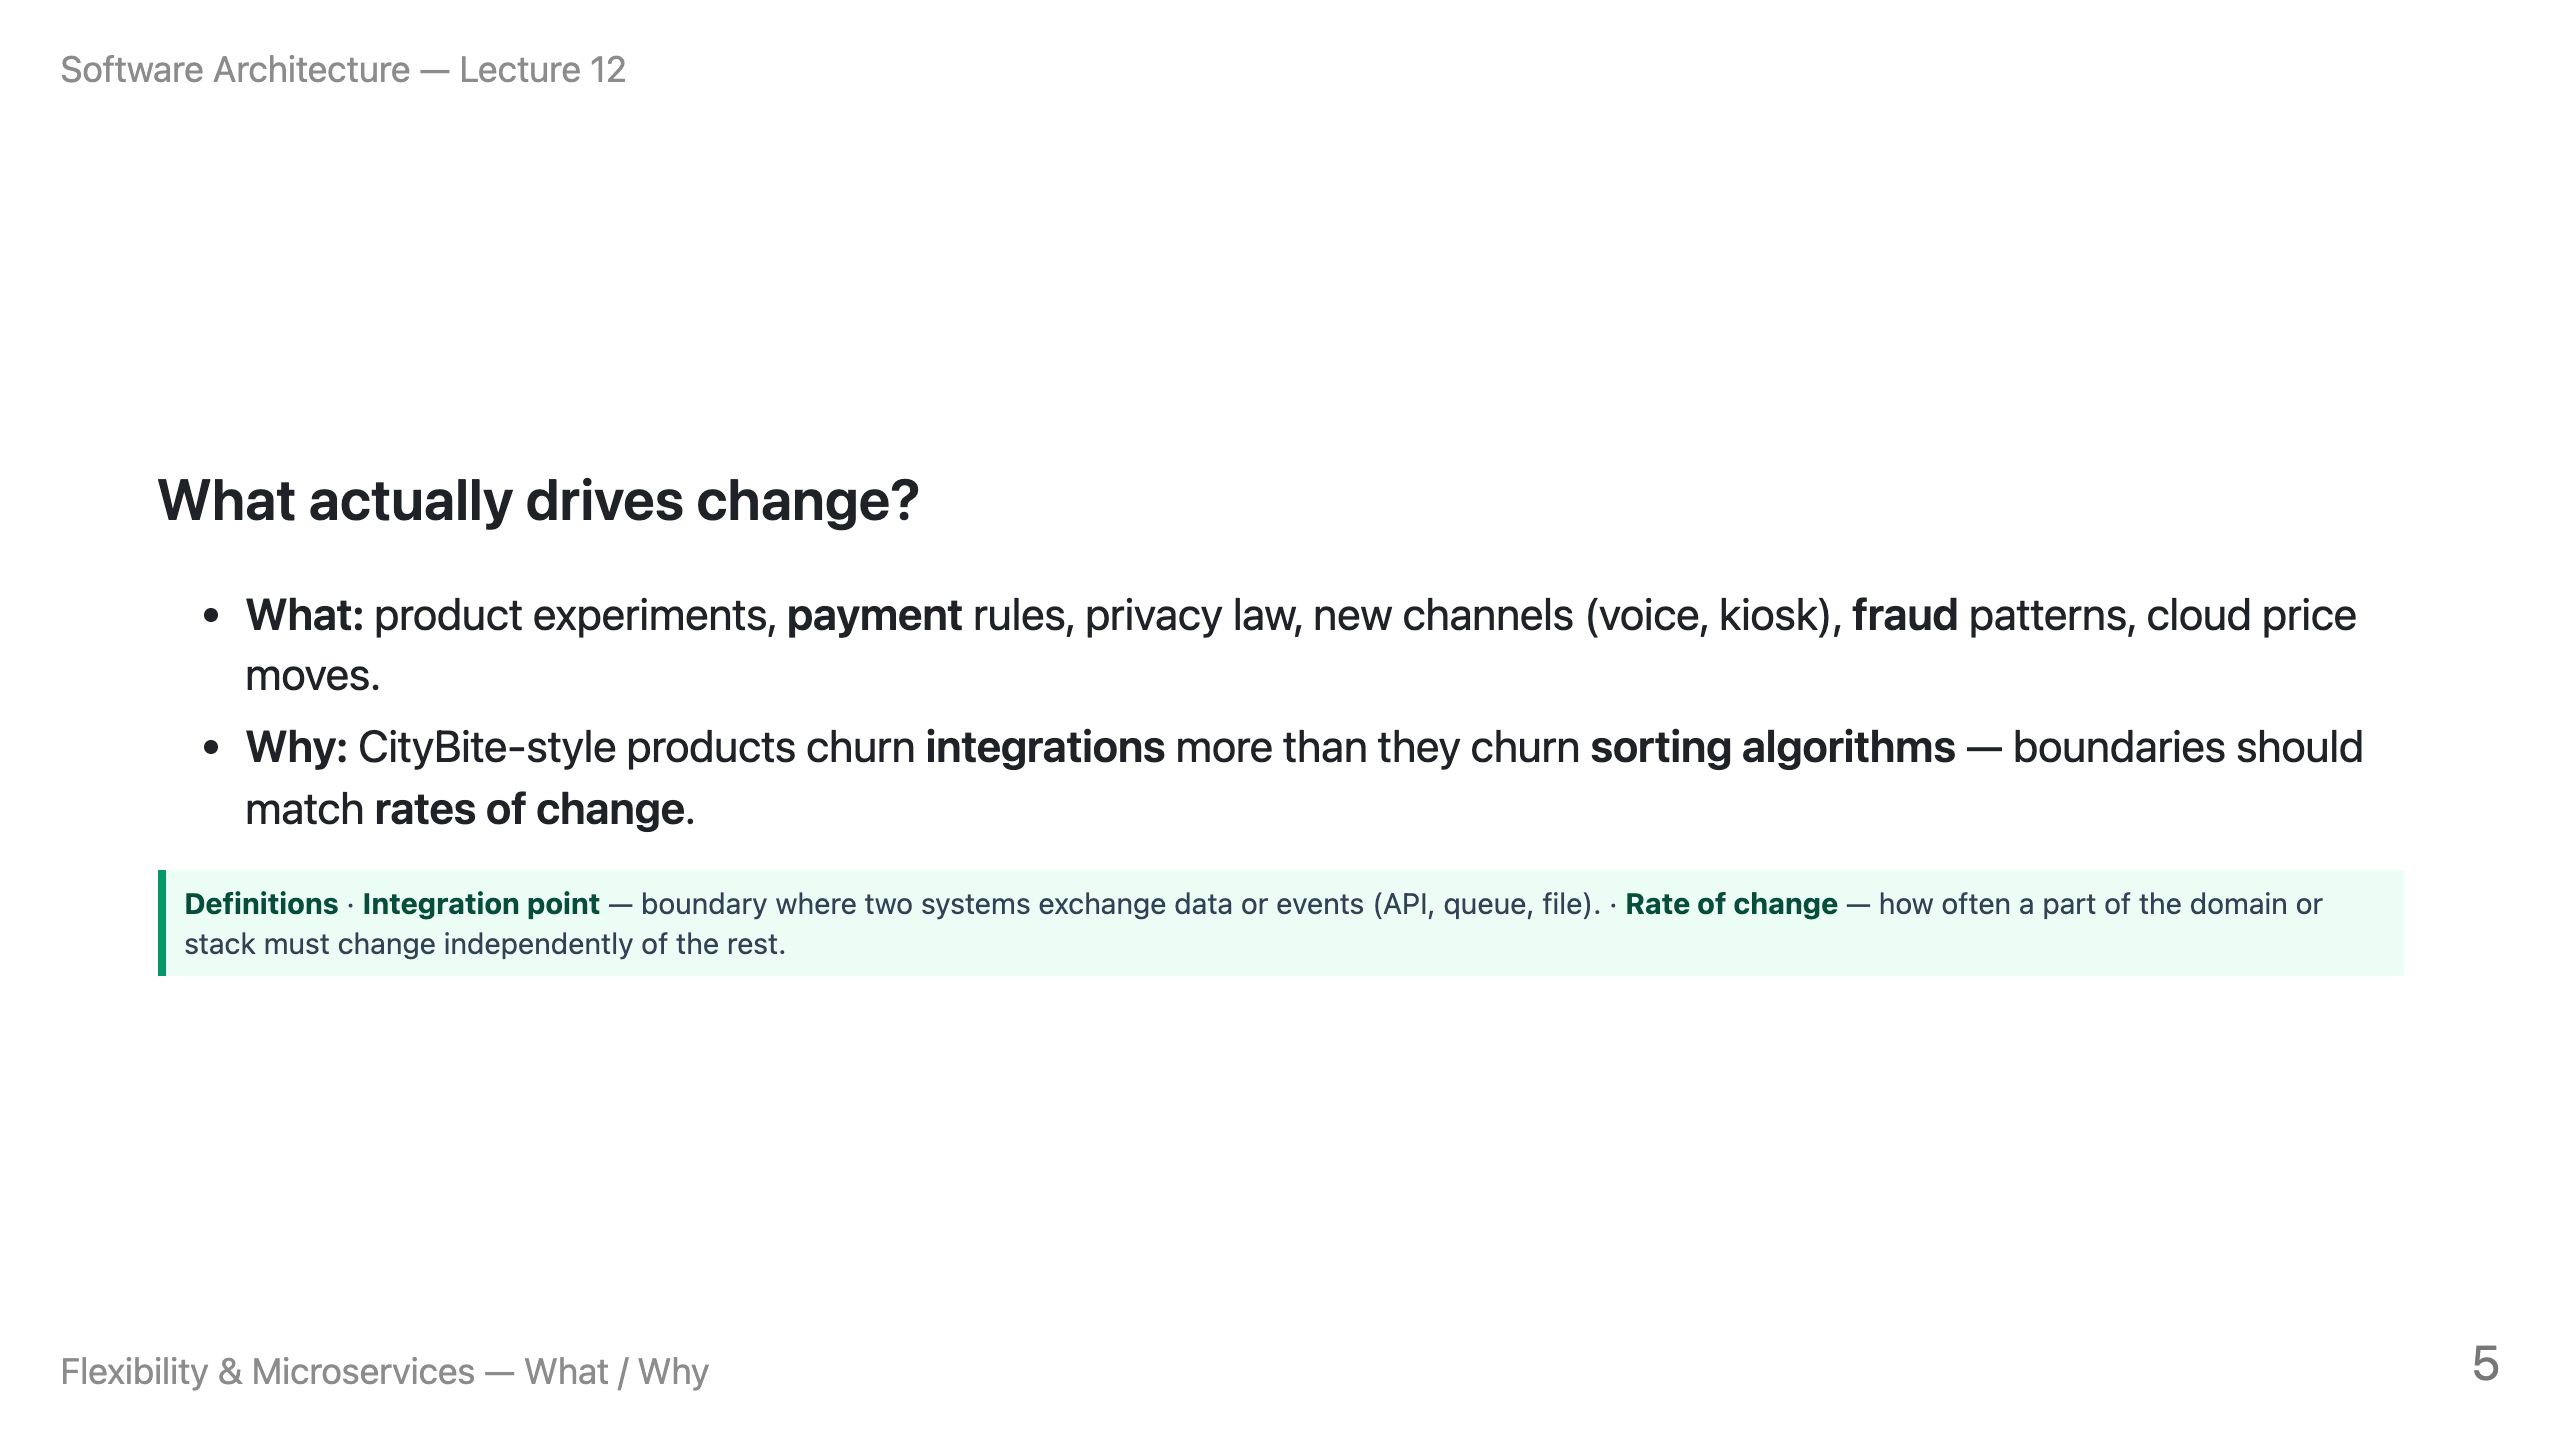 Software Architecture — Lecture 12
What actually drives change?
• What: product experiments, payment rules, privacy law, new channels (voice, kiosk), fraud patterns, cloud price
moves.
• Why: CityBite-style products churn integrations more than they churn sorting algorithms — boundaries should
match rates of change.
Definitions · Integration point — boundary where two systems exchange data or events (API, queue, file). · Rate of change — how often a part of the domain or
stack must change independently of the rest.
Flexibility & Microservices — What / Why
5